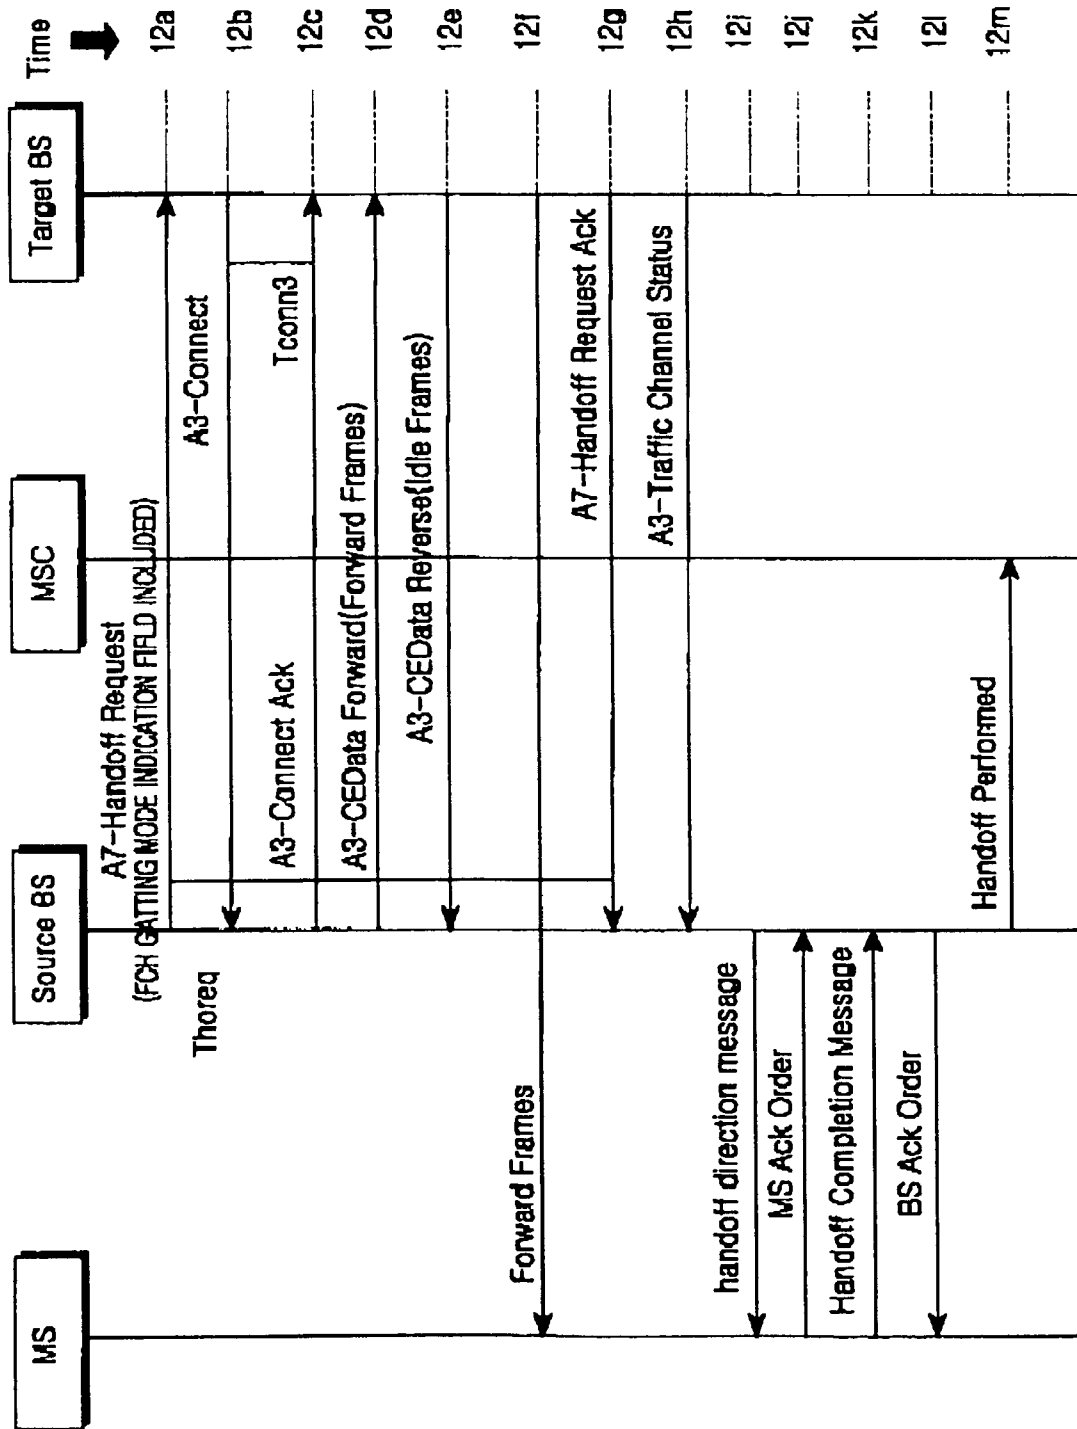 MS
Source BS
MSC
Target BS
Time
A7-Handoff Request
(FCH GATTING MODE INDICATION FIELD INCLUDED)
12a
Thoreq
A3-Connect
12b
A3-Connect Ack
Tconn3
12c
A3-CEData Forward(Forward Frames)
12d
A3-CEData Reverse(Idle Frames)
12e
Forward Frames
12f
A7-Handoff Request Ack
12g
A3-Traffic Channel Status
12h
handoff direction message
12i
MS Ack Order
12j
Handoff Completion Message
12k
BS Ack Order
12l
Handoff Performed
12m